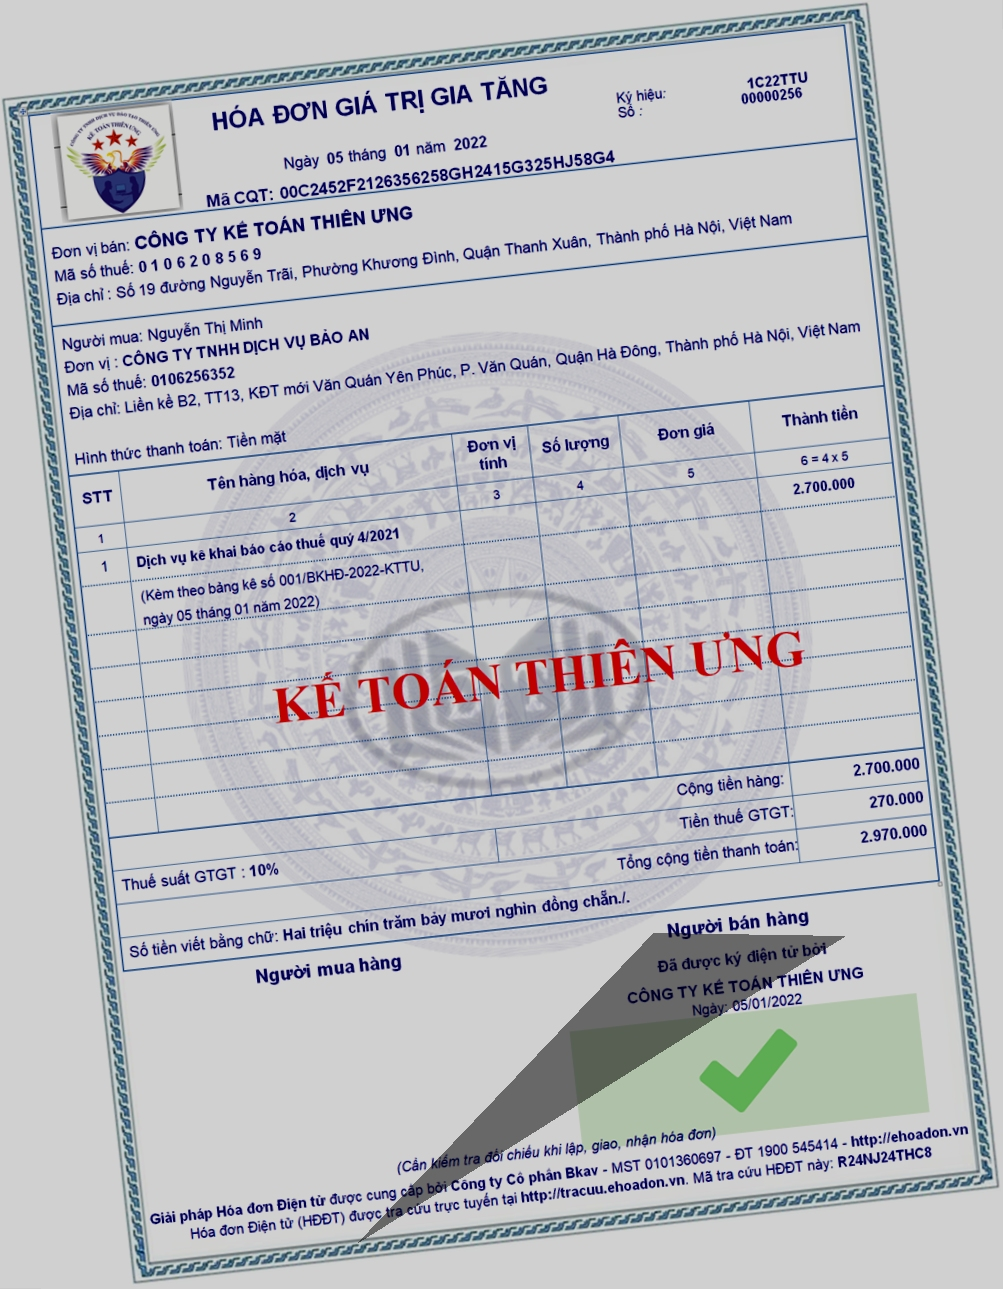 HÓA ĐƠN GIÁ TRỊ GIA TĂNG
Ký hiệu: 1C22TTU
Số : 00000256
Ngày 05 tháng 01 năm 2022
Mã CQT: 00C2452F2126356258GH2415G325HJ58G4
KẾ TOÁN THIÊN ƯNG
Đơn vị bán: CÔNG TY KẾ TOÁN THIÊN ƯNG
Mã số thuế: 0 1 0 6 2 0 8 5 6 9
Địa chỉ : Số 19 đường Nguyễn Trãi, Phường Khương Đình, Quận Thanh Xuân, Thành phố Hà Nội, Việt Nam
Người mua: Nguyễn Thị Minh
Đơn vị : CÔNG TY TNHH DỊCH VỤ BẢO AN
Mã số thuế: 0106256352
Địa chỉ: Liền kề B2, TT13, KĐT mới Văn Quán Yên Phúc, P. Văn Quán, Quận Hà Đông, Thành phố Hà Nội, Việt Nam
Hình thức thanh toán: Tiền mặt
STT Tên hàng hóa, dịch vụ Đơn vị tính Số lượng Đơn giá Thành tiền
1 2 3 4 5 6 = 4 x 5
1 Dịch vụ kê khai báo cáo thuế quý 4/2021 2.700.000
(Kèm theo bảng kê số 001/BKHĐ-2022-KTTU,
ngày 05 tháng 01 năm 2022)
KẾ TOÁN THIÊN ƯNG
Cộng tiền hàng: 2.700.000
Thuế suất GTGT : 10% Tiền thuế GTGT: 270.000
Tổng cộng tiền thanh toán: 2.970.000
Số tiền viết bằng chữ: Hai triệu chín trăm bảy mươi nghìn đồng chẵn./.
Người mua hàng Người bán hàng
Đã được ký điện tử bởi
CÔNG TY KẾ TOÁN THIÊN ƯNG
Ngày: 05/01/2022
(Cần kiểm tra đối chiếu khi lập, giao, nhận hóa đơn)
Giải pháp Hóa đơn Điện tử được cung cấp bởi Công ty Cổ phần Bkav - MST 0101360697 - ĐT 1900 545414 - http://ehoadon.vn
Hóa đơn Điện tử (HĐĐT) được tra cứu trực tuyến tại http://tracuu.ehoadon.vn. Mã tra cứu HĐĐT này: R24NJ24THC8